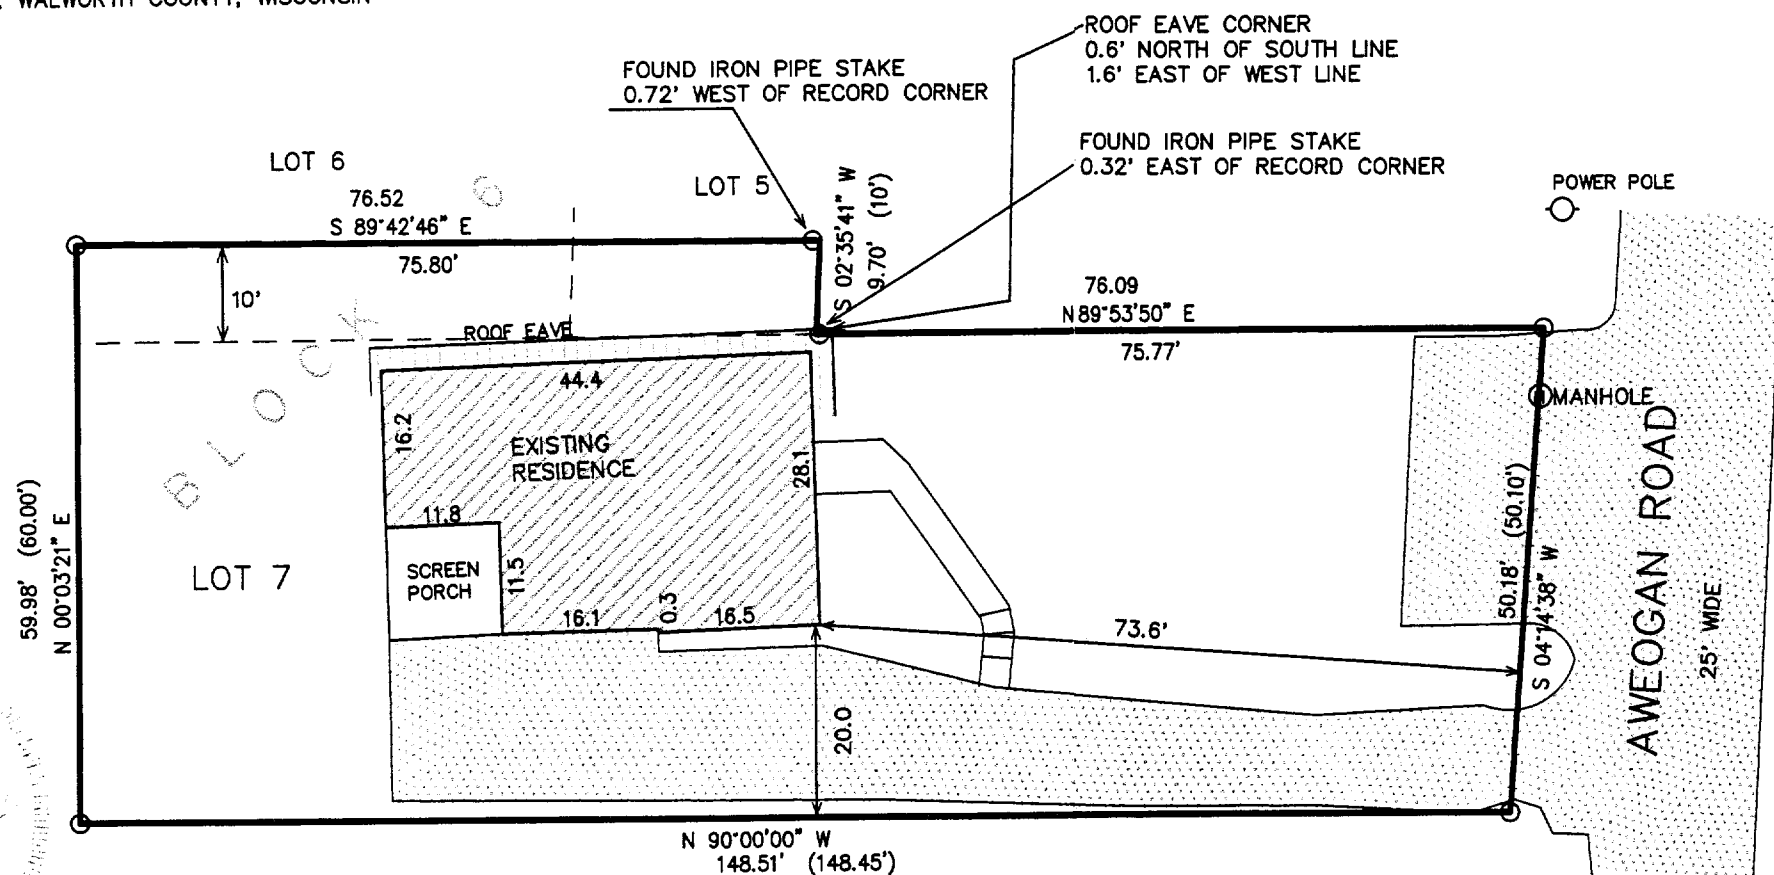 WALWORTH COUNTY, WISCONSIN
ROOF EAVE CORNER
0.6' NORTH OF SOUTH LINE
1.6' EAST OF WEST LINE
FOUND IRON PIPE STAKE
0.72' WEST OF RECORD CORNER
FOUND IRON PIPE STAKE
0.32' EAST OF RECORD CORNER
LOT 6
LOT 5
POWER POLE
76.52
S 89°42'46" E
75.80'
S 02°35'41" W
9.70' (10')
10'
76.09
N 89°53'50" E
75.77'
ROOF EAVE
BLOCK 6
44.4
MANHOLE
16.2
EXISTING
RESIDENCE
28.1
11.8
SCREEN
PORCH
11.5
LOT 7
59.98' (60.00')
N 00°03'21" E
16.1
0.3
16.5
73.6'
50.18' (50.10')
S 04°14'38" W
AWEOGAN ROAD
25' WIDE
20.0
N 90°00'00" W
148.51' (148.45')